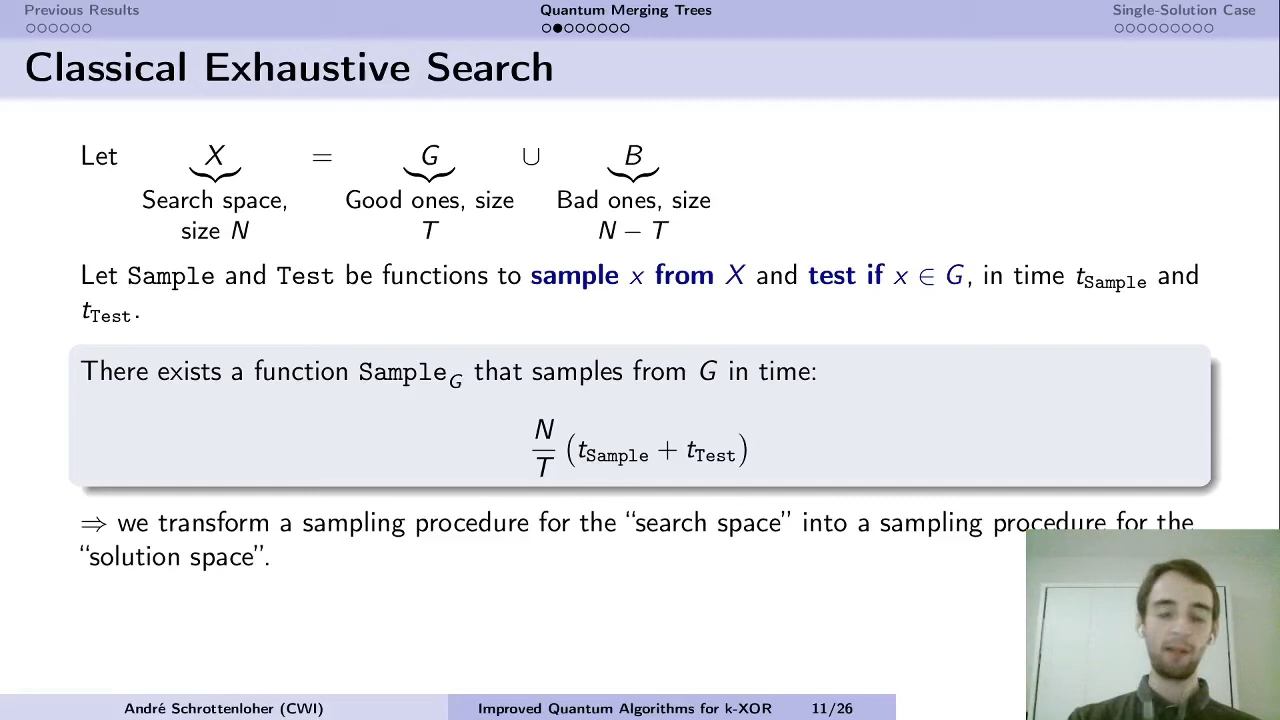 Previous Results
Quantum Merging Trees
Single-Solution Case
Classical Exhaustive Search
Let X = G ∪ B
Search space, size N
Good ones, size T
Bad ones, size N − T
Let Sample and Test be functions to sample x from X and test if x ∈ G, in time t_Sample and
t_Test.
There exists a function Sample_G that samples from G in time:
N/T (t_Sample + t_Test)
⇒ we transform a sampling procedure for the “search space” into a sampling procedure for the
“solution space”.
André Schrottenloher (CWI)
Improved Quantum Algorithms for k-XOR
11/26